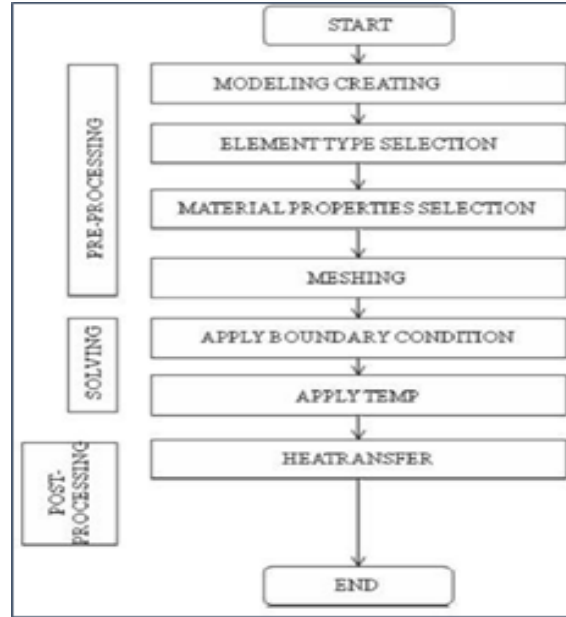 START
PRE-PROCESSING
MODELING CREATING
ELEMENT TYPE SELECTION
MATERIAL PROPERTIES SELECTION
MESHING
SOLVING
APPLY BOUNDARY CONDITION
APPLY TEMP
POST-
PROCESSING
HEATRANSFER
END